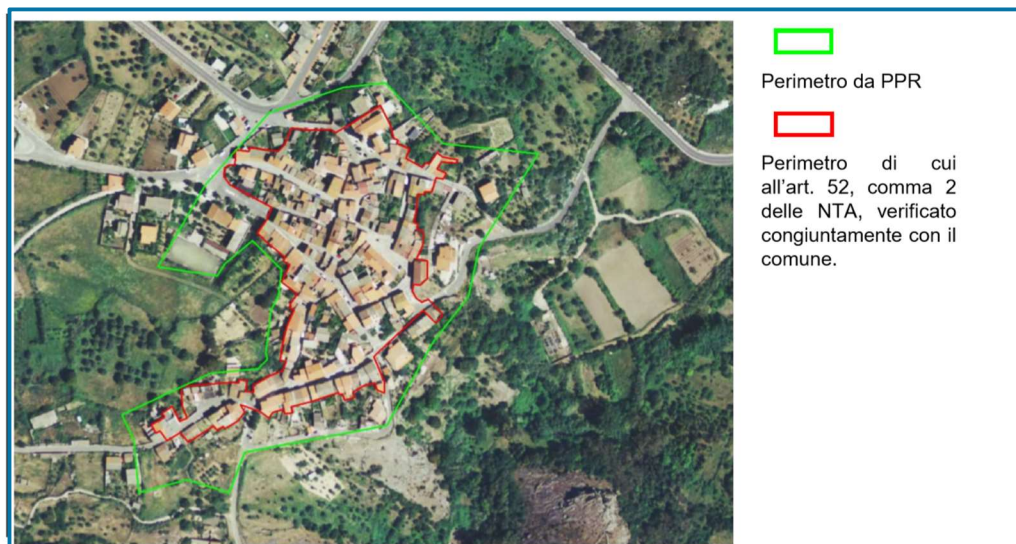 Perimetro da PPR
Perimetro di cui
all'art. 52, comma 2
delle NTA, verificato
congiuntamente con il
comune.